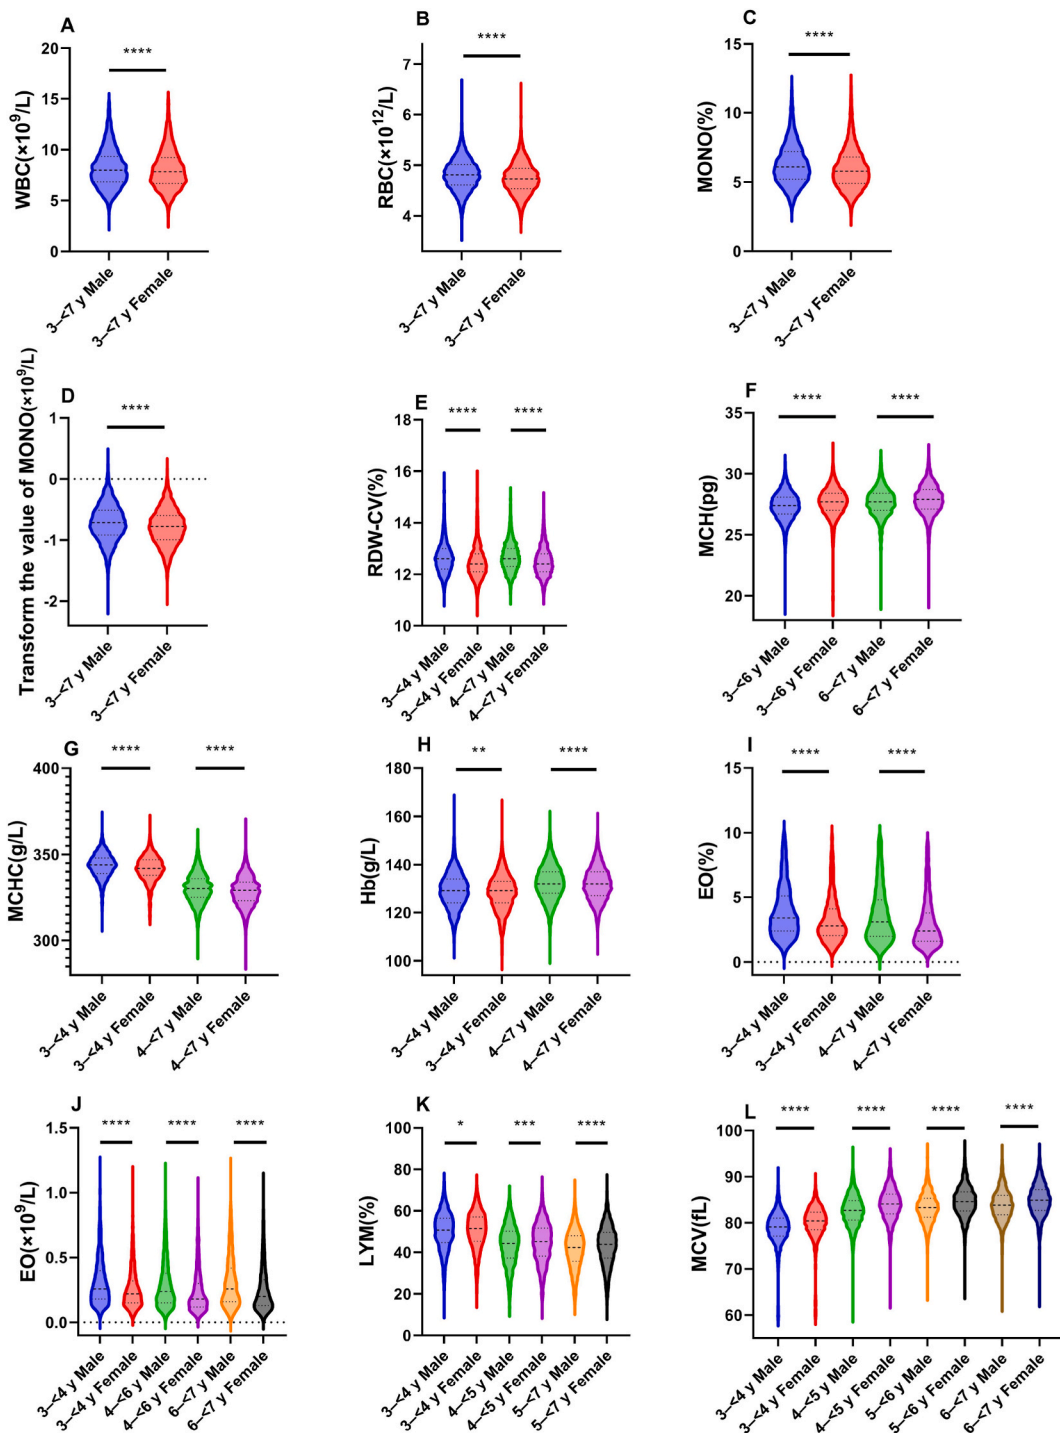 A
****
WBC(×10⁹/L)
20
15
10
5
0
3–<7 y Male
3–<7 y Female
B
****
RBC(×10¹²/L)
7
6
5
4
3–<7 y Male
3–<7 y Female
C
****
MONO(%)
15
10
5
0
3–<7 y Male
3–<7 y Female
D
****
Transform the value of MONO(×10⁹/L)
1
0
-1
-2
3–<7 y Male
3–<7 y Female
E
**** ****
RDW-CV(%)
18
16
14
12
10
3–<4 y Male
3–<4 y Female
4–<7 y Male
4–<7 y Female
F
**** ****
MCH(pg)
35
30
25
20
3–<6 y Male
3–<6 y Female
6–<7 y Male
6–<7 y Female
G
**** ****
MCHC(g/L)
400
350
300
3–<4 y Male
3–<4 y Female
4–<7 y Male
4–<7 y Female
H
** ****
Hb(g/L)
180
160
140
120
100
3–<4 y Male
3–<4 y Female
4–<7 y Male
4–<7 y Female
I
**** ****
EO(%)
15
10
5
0
3–<4 y Male
3–<4 y Female
4–<7 y Male
4–<7 y Female
J
**** **** ****
EO(×10⁹/L)
1.5
1.0
0.5
0.0
3–<4 y Male
3–<4 y Female
4–<6 y Male
4–<6 y Female
6–<7 y Male
6–<7 y Female
K
* *** ****
LYM(%)
100
80
60
40
20
0
3–<4 y Male
3–<4 y Female
4–<5 y Male
4–<5 y Female
5–<7 y Male
5–<7 y Female
L
**** **** **** ****
MCV(fL)
100
90
80
70
60
3–<4 y Male
3–<4 y Female
4–<5 y Male
4–<5 y Female
5–<6 y Male
5–<6 y Female
6–<7 y Male
6–<7 y Female